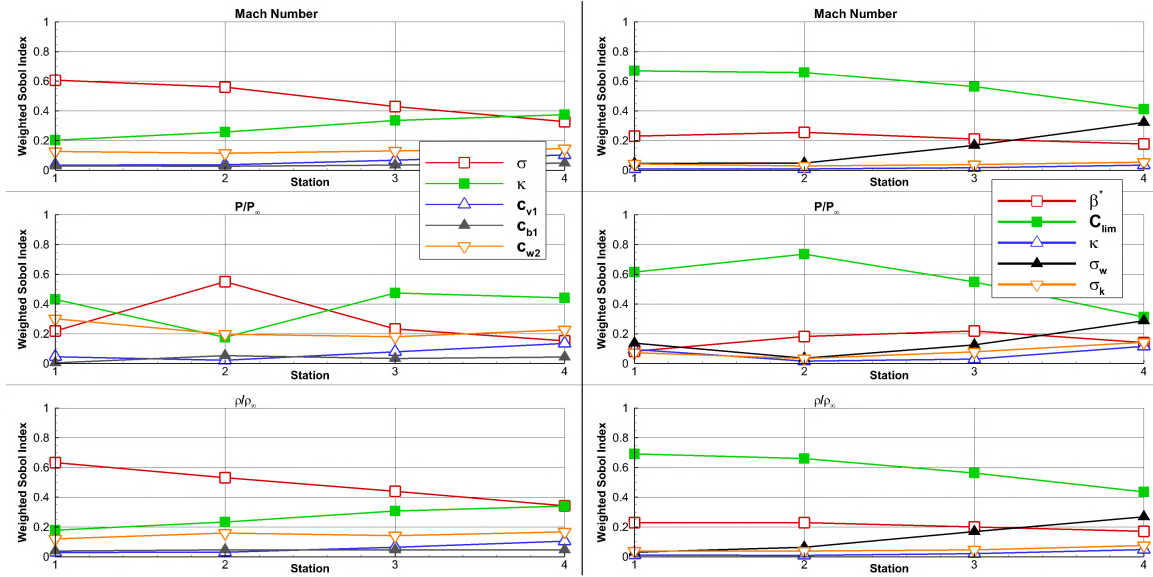 Mach Number
Weighted Sobol Index
1
0.8
0.6
0.4
0.2
0
1 2 3 4
Station
σ
κ
cv1
cb1
cw2
P/P∞
Weighted Sobol Index
1
0.8
0.6
0.4
0.2
0
1 2 3 4
Station
ρ/ρ∞
Weighted Sobol Index
1
0.8
0.6
0.4
0.2
0
1 2 3 4
Station
Mach Number
Weighted Sobol Index
1
0.8
0.6
0.4
0.2
0
1 2 3 4
Station
β*
Clim
κ
σw
σk
P/P∞
Weighted Sobol Index
1
0.8
0.6
0.4
0.2
0
1 2 3 4
Station
ρ/ρ∞
Weighted Sobol Index
1
0.8
0.6
0.4
0.2
0
1 2 3 4
Station